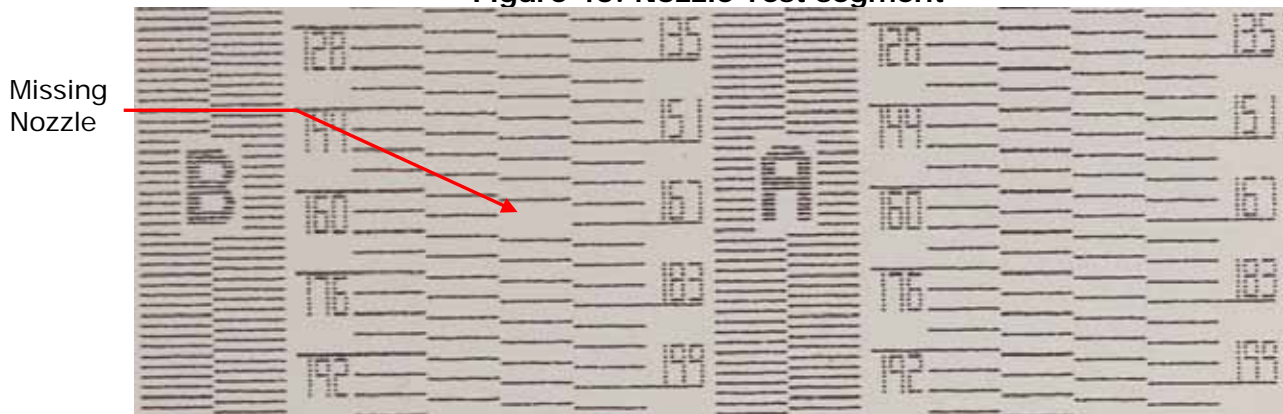 Figure Nozzle Test segment
Missing
Nozzle
128 135 128 135
144 151 144 151
B A
160 167 160 167
176 183 176 183
192 199 192 199